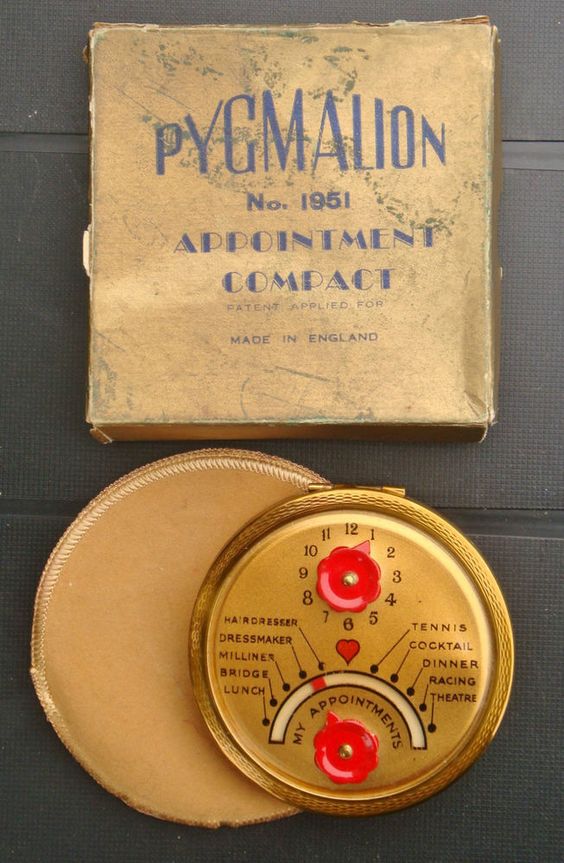 PYGMALION
No. 1951
APPOINTMENT
COMPACT
PATENT APPLIED FOR
MADE IN ENGLAND
12
1
2
3
4
5
6
7
8
9
10
11
HAIRDRESSER
DRESSMAKER
MILLINER
BRIDGE
LUNCH
TENNIS
COCKTAIL
DINNER
RACING
THEATRE
MY APPOINTMENTS